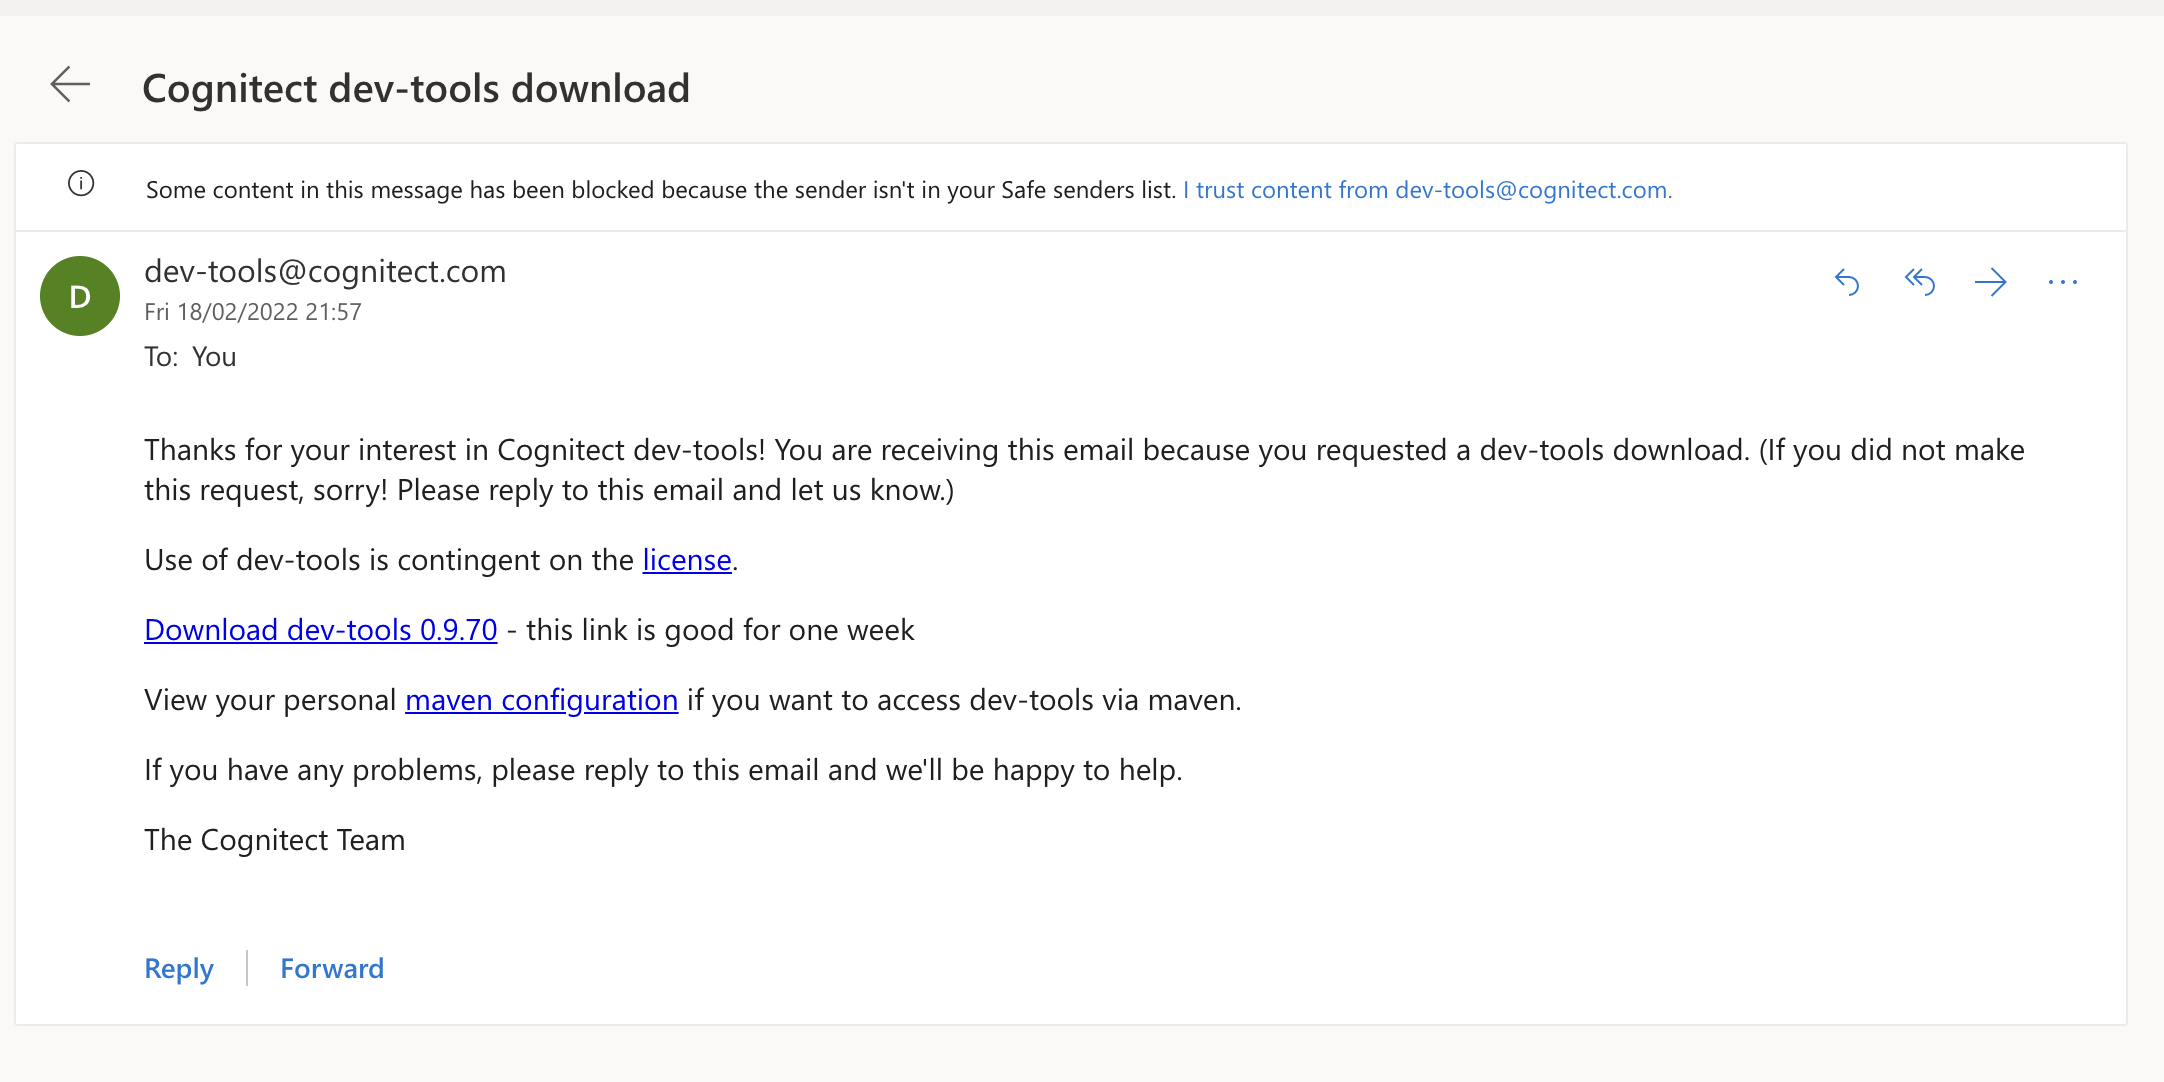 Cognitect dev-tools download
Some content in this message has been blocked because the sender isn't in your Safe senders list. I trust content from dev-tools@cognitect.com.
D
dev-tools@cognitect.com
Fri 18/02/2022 21:57
To: You
Thanks for your interest in Cognitect dev-tools! You are receiving this email because you requested a dev-tools download. (If you did not make
this request, sorry! Please reply to this email and let us know.)
Use of dev-tools is contingent on the license.
Download dev-tools 0.9.70 - this link is good for one week
View your personal maven configuration if you want to access dev-tools via maven.
If you have any problems, please reply to this email and we'll be happy to help.
The Cognitect Team
Reply
Forward